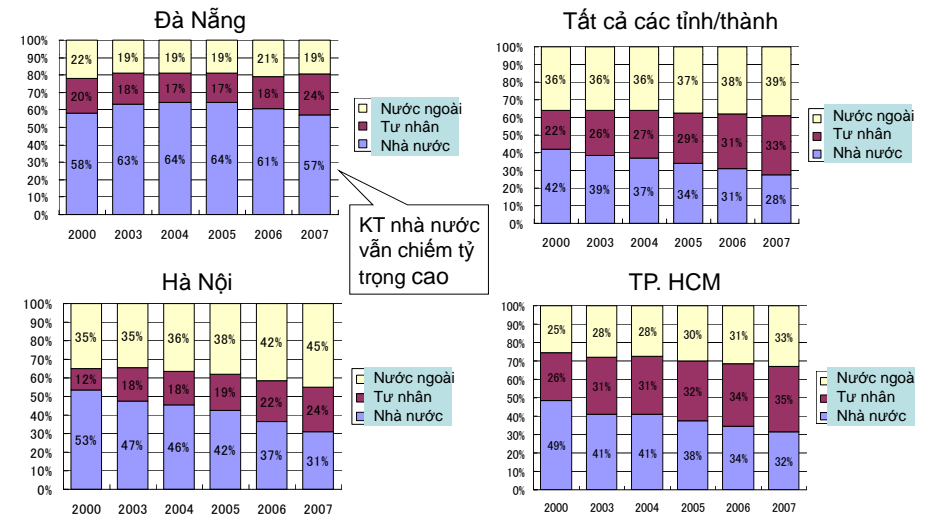 Đà Nẵng
100%
90%
80%
70%
60%
50%
40%
30%
20%
10%
0%
22% 19% 19% 19% 21% 19%
20% 18% 17% 17% 18% 24%
58% 63% 64% 64% 61% 57%
2000 2003 2004 2005 2006 2007
Nước ngoài
Tư nhân
Nhà nước
KT nhà nước
vẫn chiếm tỷ
trọng cao
Tất cả các tỉnh/thành
100%
90%
80%
70%
60%
50%
40%
30%
20%
10%
0%
36% 36% 36% 37% 38% 39%
22% 26% 27% 29% 31% 33%
42% 39% 37% 34% 31% 28%
2000 2003 2004 2005 2006 2007
Nước ngoài
Tư nhân
Nhà nước
Hà Nội
100%
90%
80%
70%
60%
50%
40%
30%
20%
10%
0%
35% 35% 36% 38% 42% 45%
12% 18% 18% 19% 22% 24%
53% 47% 46% 42% 37% 31%
2000 2003 2004 2005 2006 2007
Nước ngoài
Tư nhân
Nhà nước
TP. HCM
100%
90%
80%
70%
60%
50%
40%
30%
20%
10%
0%
25% 28% 28% 30% 31% 33%
26% 31% 31% 32% 34% 35%
49% 41% 41% 38% 34% 32%
2000 2003 2004 2005 2006 2007
Nước ngoài
Tư nhân
Nhà nước